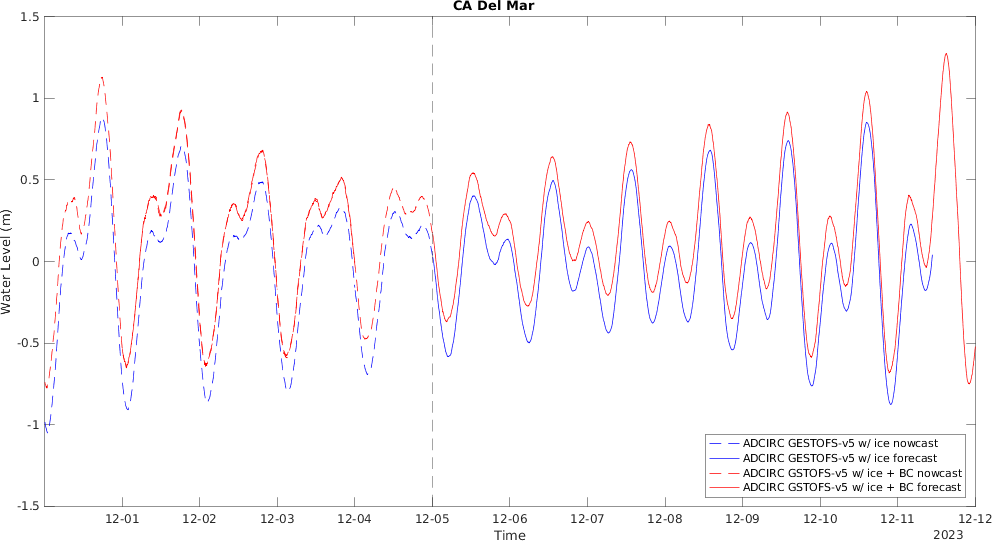 CA Del Mar
1.5
1
0.5
0
-0.5
-1
-1.5
Water Level (m)
12-01 12-02 12-03 12-04 12-05 12-06 12-07 12-08 12-09 12-10 12-11 12-12
Time
2023
ADCIRC GESTOFS-v5 w/ ice nowcast
ADCIRC GESTOFS-v5 w/ ice forecast
ADCIRC GSTOFS-v5 w/ ice + BC nowcast
ADCIRC GSTOFS-v5 w/ ice + BC forecast